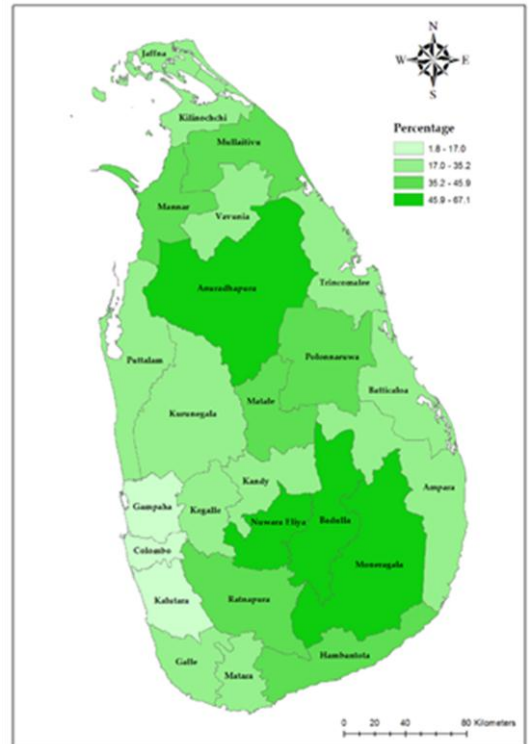 N
W E
S
Percentage
1.8 - 17.0
17.0 - 35.2
35.2 - 45.9
45.9 - 67.1
Jaffna
Kilinochchi
Mullaitivu
Mannar
Vavunia
Anuradhapura
Trincomalee
Puttalam
Polonnaruwa
Batticaloa
Matale
Kurunegala
Kandy
Ampara
Gampaha
Kegalle
Nuwara Eliya
Badulla
Colombo
Moneragala
Kalutara
Ratnapura
Hambantota
Galle
Matara
0 20 40 80 Kilometers